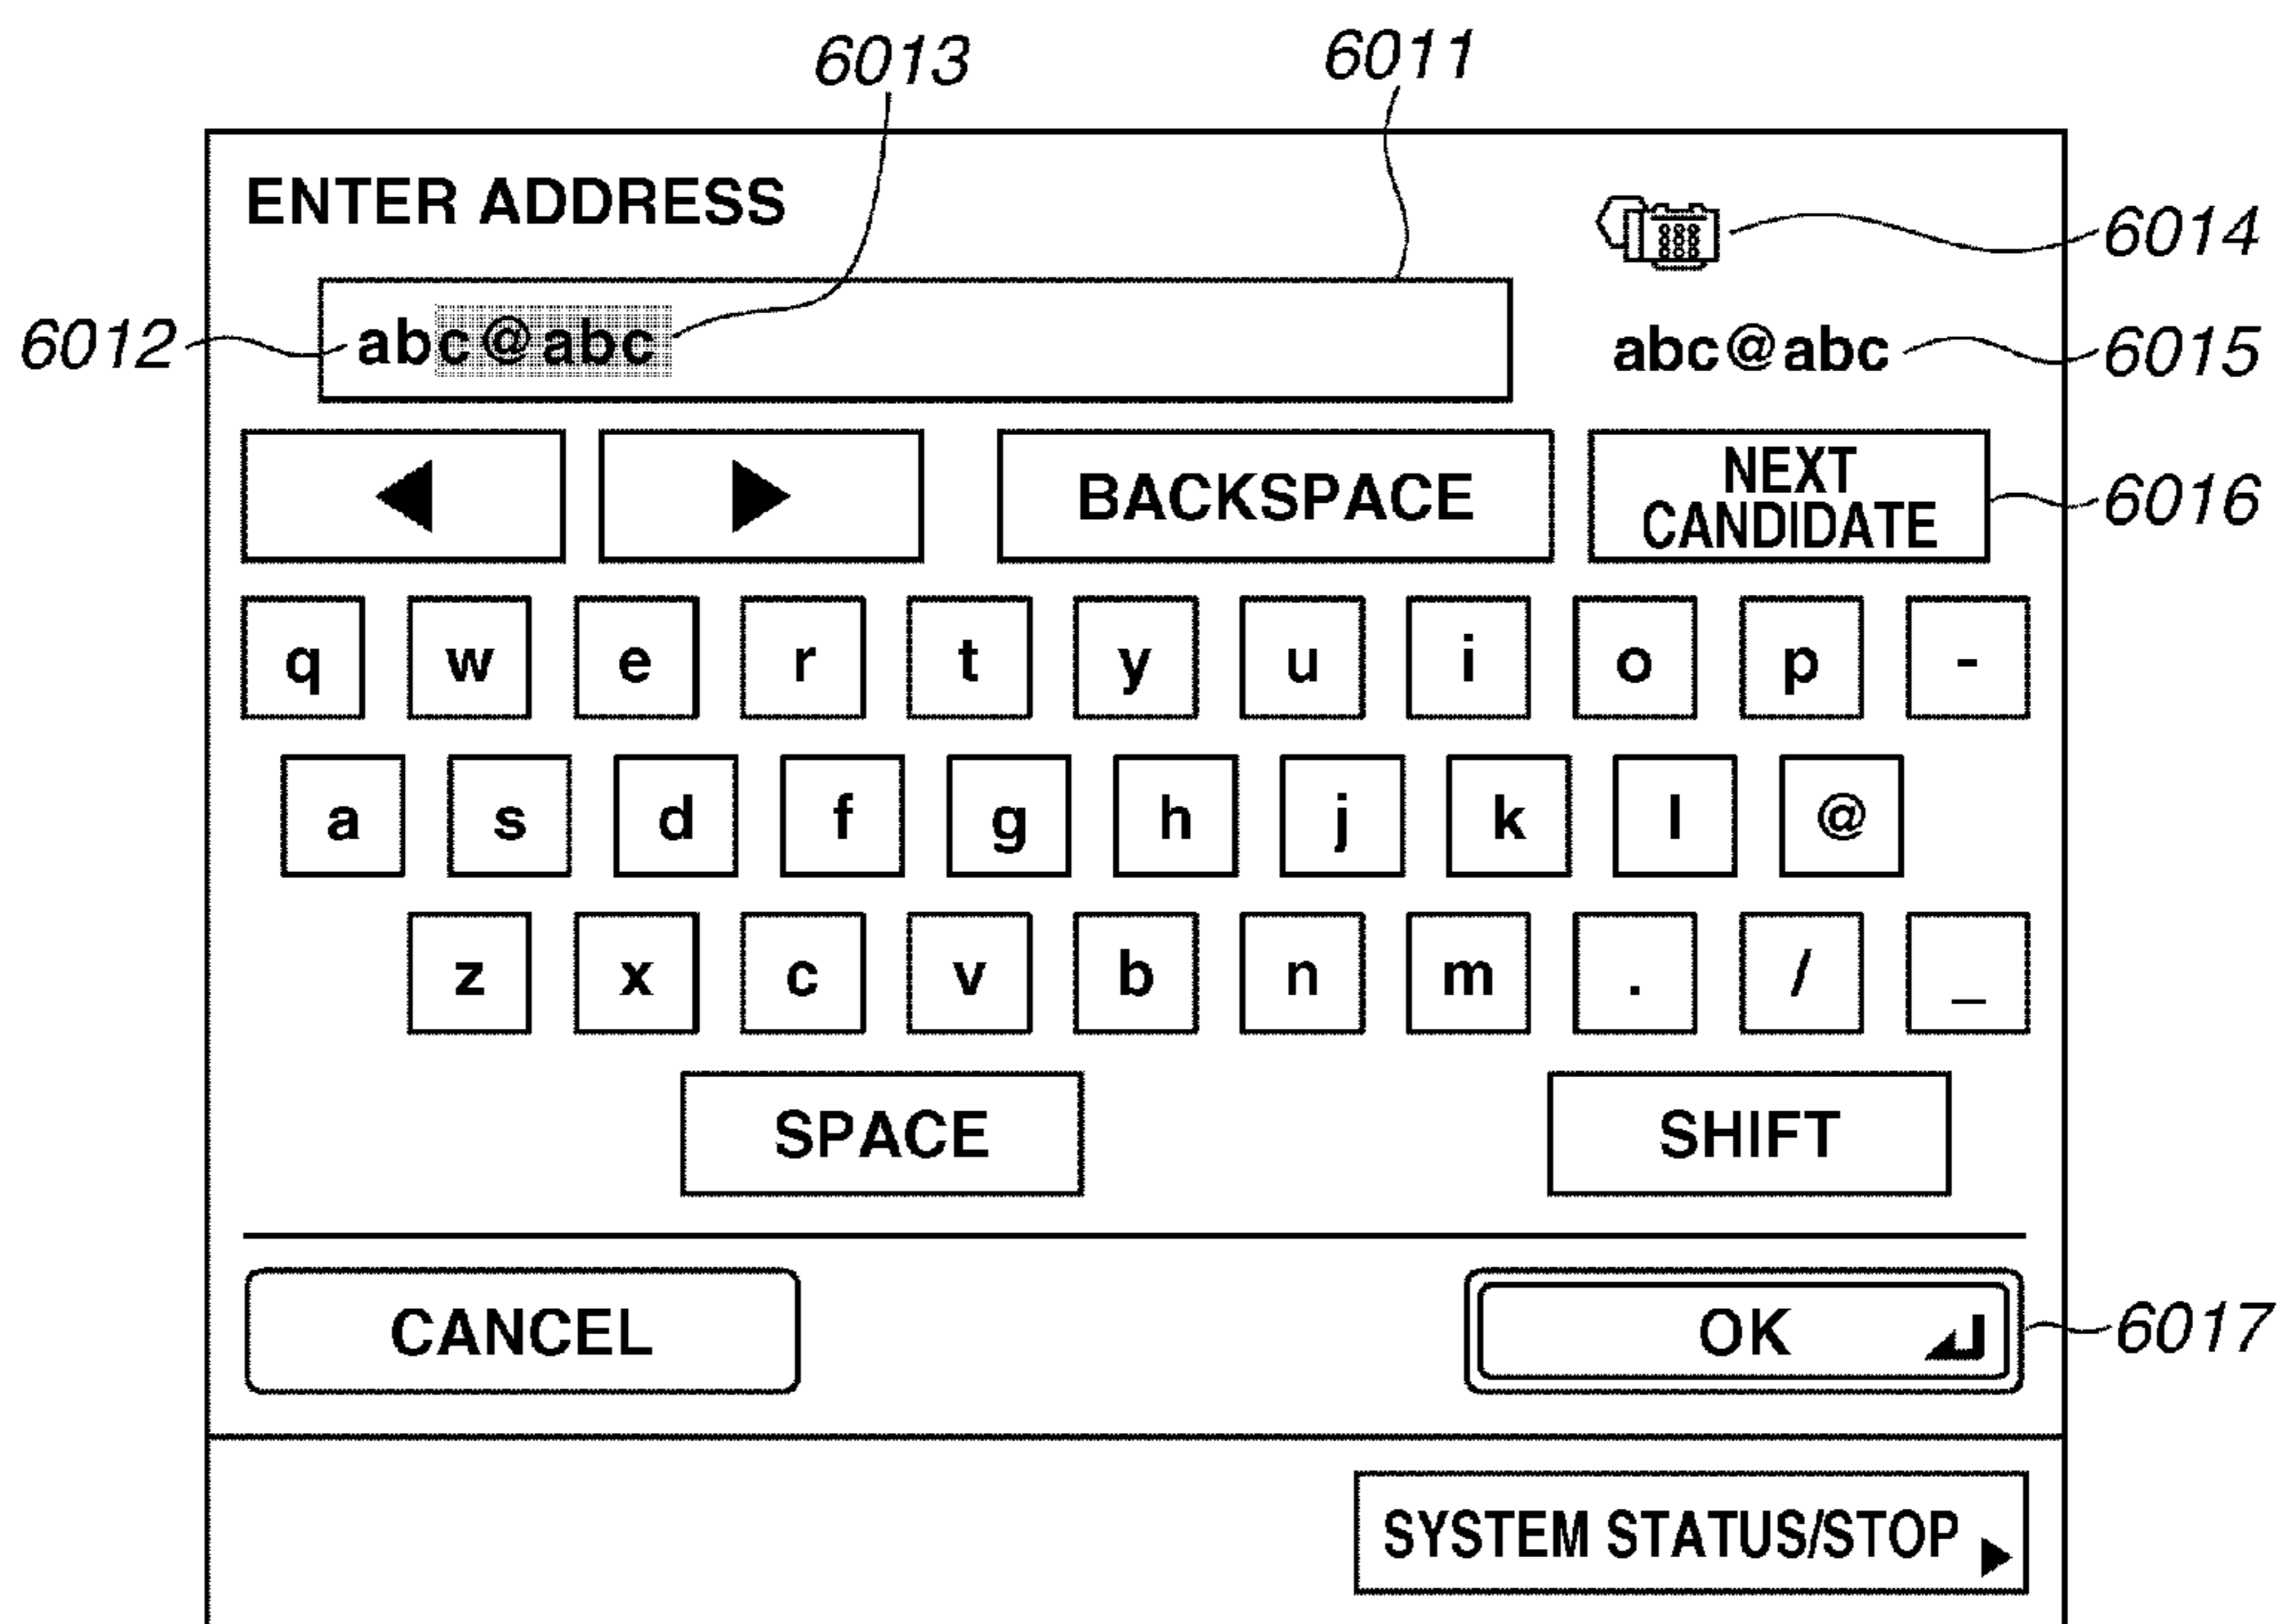 6013 6011
ENTER ADDRESS
6014
6012 abc@abc abc@abc 6015
BACKSPACE NEXT CANDIDATE 6016
q w e r t y u i o p -
a s d f g h j k l @
z x c v b n m . / _
SPACE SHIFT
CANCEL OK 6017
SYSTEM STATUS/STOP